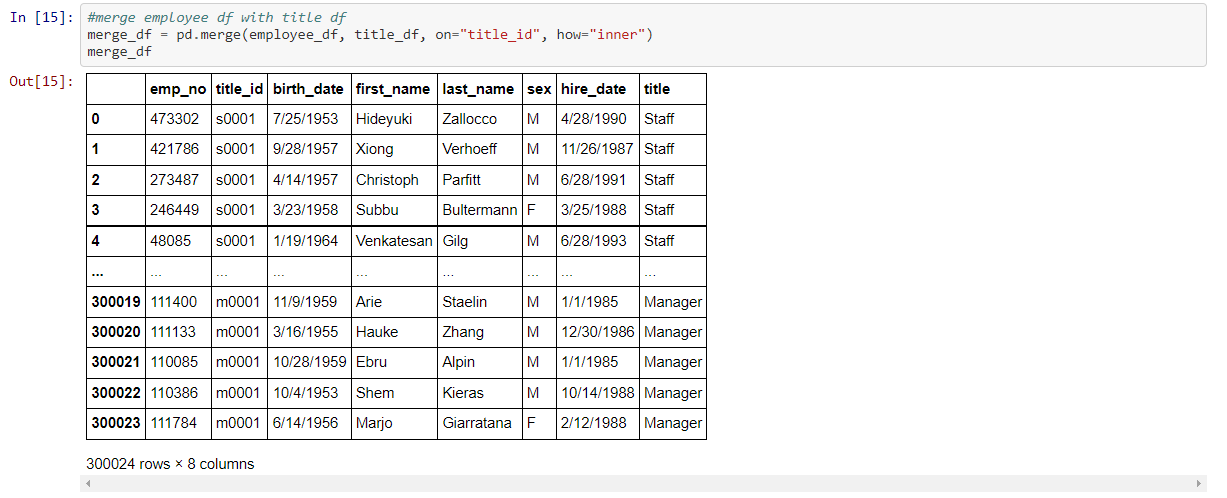 In [15]: #merge employee df with title df
merge_df = pd.merge(employee_df, title_df, on="title_id", how="inner")
merge_df
Out[15]:
emp_no title_id birth_date first_name last_name sex hire_date title
0 473302 s0001 7/25/1953 Hideyuki Zallocco M 4/28/1990 Staff
1 421786 s0001 9/28/1957 Xiong Verhoeff M 11/26/1987 Staff
2 273487 s0001 4/14/1957 Christoph Parfitt M 6/28/1991 Staff
3 246449 s0001 3/23/1958 Subbu Bultermann F 3/25/1988 Staff
4 48085 s0001 1/19/1964 Venkatesan Gilg M 6/28/1993 Staff
... ... ... ... ... ... ... ... ...
300019 111400 m0001 11/9/1959 Arie Staelin M 1/1/1985 Manager
300020 111133 m0001 3/16/1955 Hauke Zhang M 12/30/1986 Manager
300021 110085 m0001 10/28/1959 Ebru Alpin M 1/1/1985 Manager
300022 110386 m0001 10/4/1953 Shem Kieras M 10/14/1988 Manager
300023 111784 m0001 6/14/1956 Marjo Giarratana F 2/12/1988 Manager
300024 rows × 8 columns